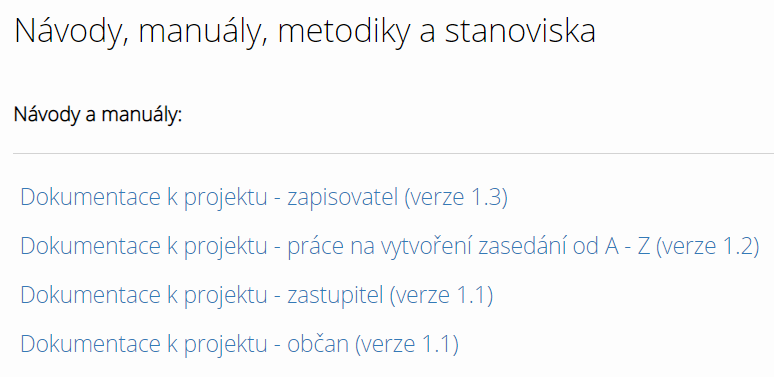 Návody, manuály, metodiky a stanoviska
Návody a manuály:
Dokumentace k projektu - zapisovatel (verze 1.3)
Dokumentace k projektu - práce na vytvoření zasedání od A - Z (verze 1.2)
Dokumentace k projektu - zastupitel (verze 1.1)
Dokumentace k projektu - občan (verze 1.1)